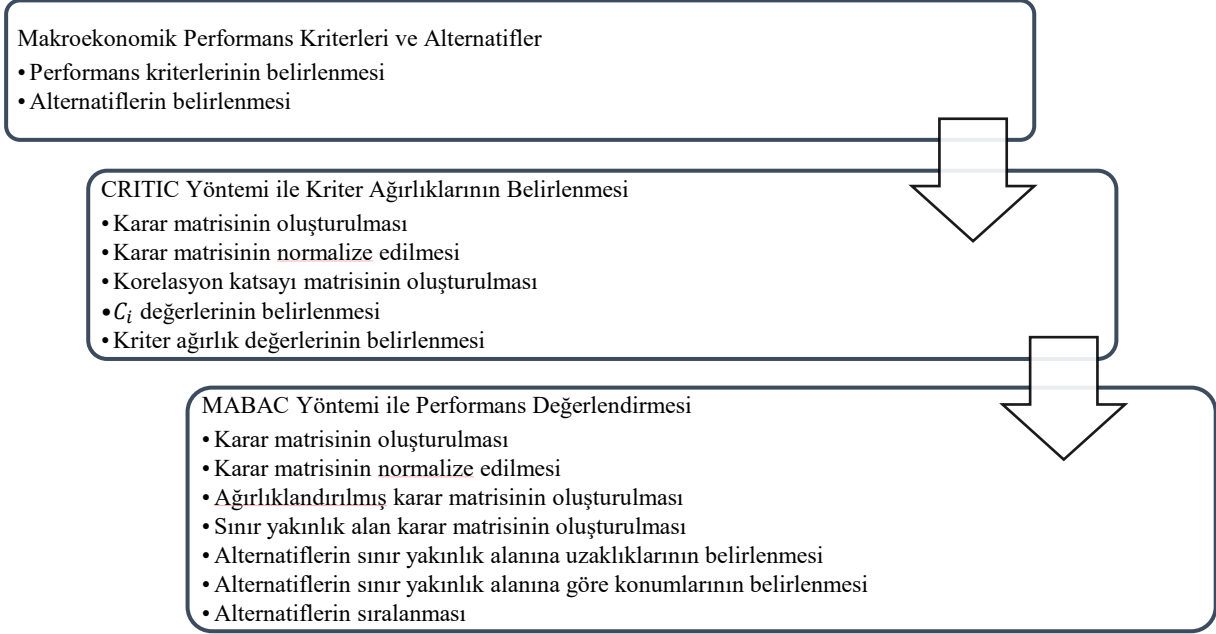 Makroekonomik Performans Kriterleri ve Alternatifler
• Performans kriterlerinin belirlenmesi
• Alternatiflerin belirlenmesi
CRITIC Yöntemi ile Kriter Ağırlıklarının Belirlenmesi
• Karar matrisinin oluşturulması
• Karar matrisinin normalize edilmesi
• Korelasyon katsayı matrisinin oluşturulması
• C_i değerlerinin belirlenmesi
• Kriter ağırlık değerlerinin belirlenmesi
MABAC Yöntemi ile Performans Değerlendirmesi
• Karar matrisinin oluşturulması
• Karar matrisinin normalize edilmesi
• Ağırlıklandırılmış karar matrisinin oluşturulması
• Sınır yakınlık alan karar matrisinin oluşturulması
• Alternatiflerin sınır yakınlık alanına uzaklıklarının belirlenmesi
• Alternatiflerin sınır yakınlık alanına göre konumlarının belirlenmesi
• Alternatiflerin sıralanması